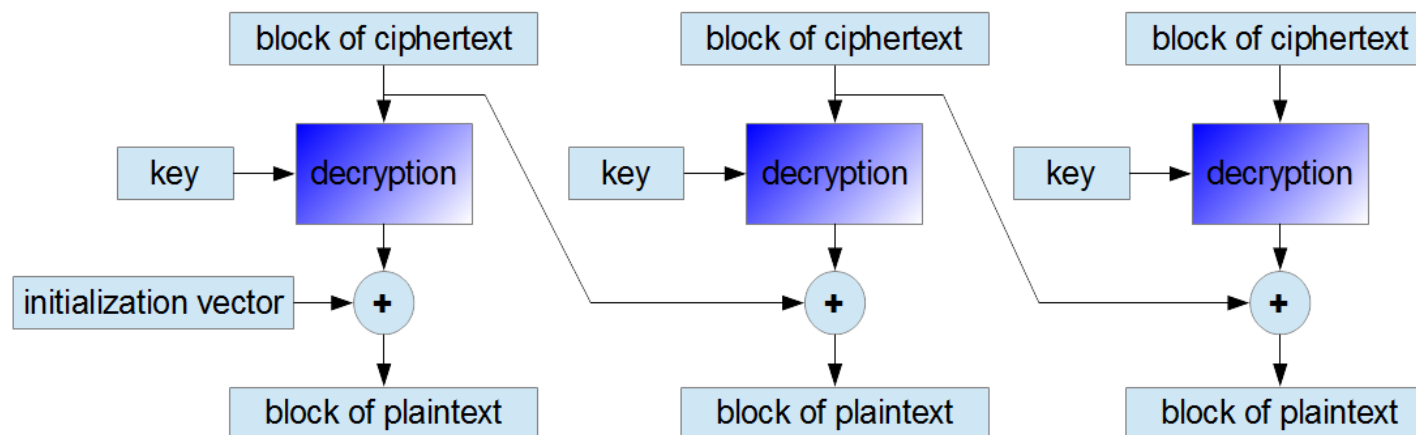 block of ciphertext
block of ciphertext
block of ciphertext
key
decryption
key
decryption
key
decryption
initialization vector
+
+
+
block of plaintext
block of plaintext
block of plaintext